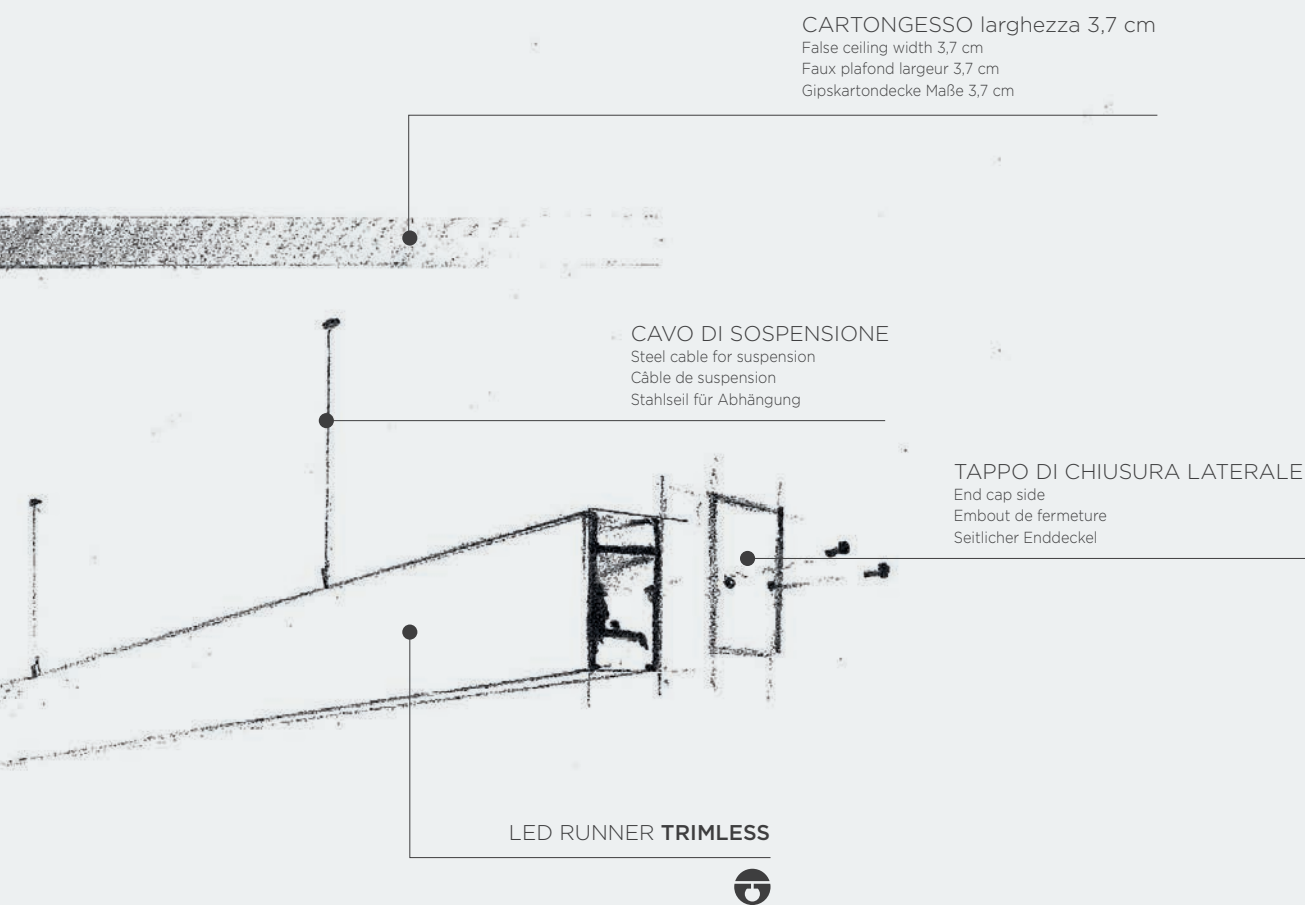 CARTONGESSO larghezza 3,7 cm
False ceiling width 3,7 cm
Faux plafond largeur 3,7 cm
Gipskartondecke Maße 3,7 cm
CAVO DI SOSPENSIONE
Steel cable for suspension
Câble de suspension
Stahlseil für Abhängung
TAPPO DI CHIUSURA LATERALE
End cap side
Embout de fermeture
Seitlicher Enddeckel
LED RUNNER TRIMLESS